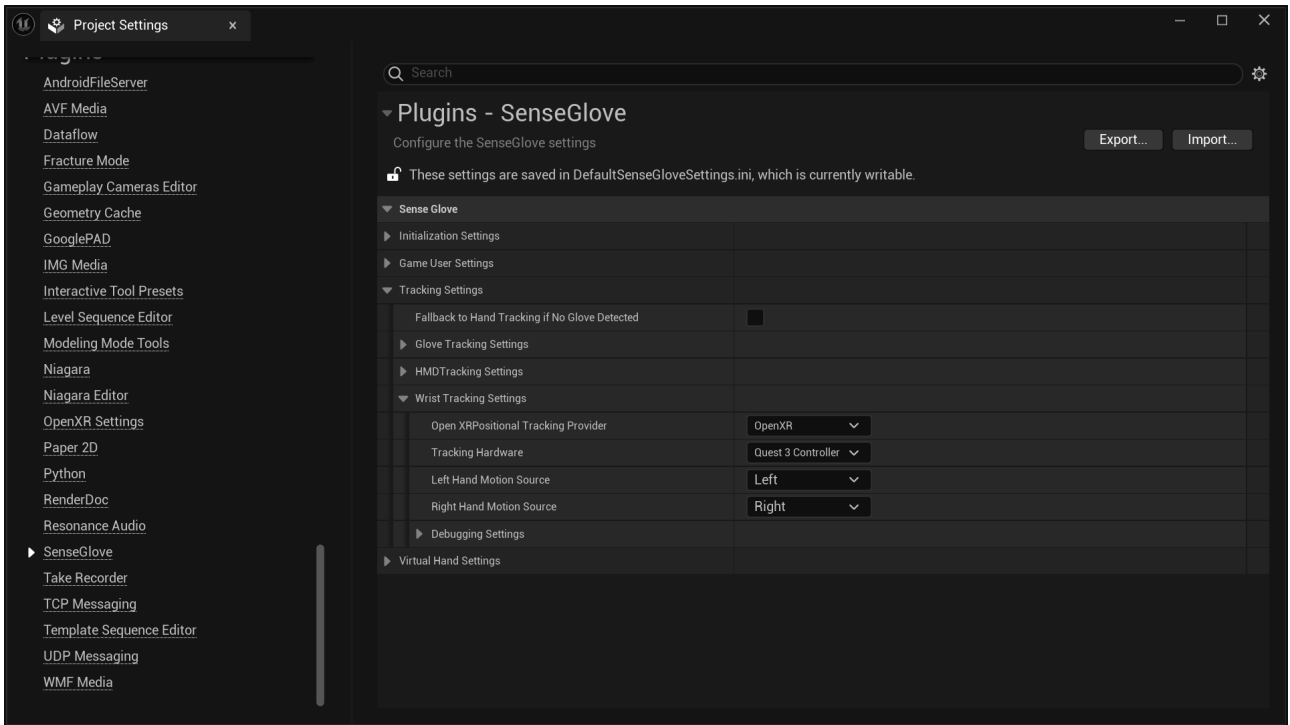 Project Settings
Plugins
AndroidFileServer
AVF Media
Dataflow
Fracture Mode
Gameplay Cameras Editor
Geometry Cache
GooglePAD
IMG Media
Interactive Tool Presets
Level Sequence Editor
Modeling Mode Tools
Niagara
Niagara Editor
OpenXR Settings
Paper 2D
Python
RenderDoc
Resonance Audio
SenseGlove
Take Recorder
TCP Messaging
Template Sequence Editor
UDP Messaging
WMF Media
Search
Plugins - SenseGlove
Configure the SenseGlove settings
Export... Import...
These settings are saved in DefaultSenseGloveSettings.ini, which is currently writable.
Sense Glove
Initialization Settings
Game User Settings
Tracking Settings
Fallback to Hand Tracking if No Glove Detected
Glove Tracking Settings
HMDTracking Settings
Wrist Tracking Settings
Open XRPositional Tracking Provider OpenXR
Tracking Hardware Quest 3 Controller
Left Hand Motion Source Left
Right Hand Motion Source Right
Debugging Settings
Virtual Hand Settings